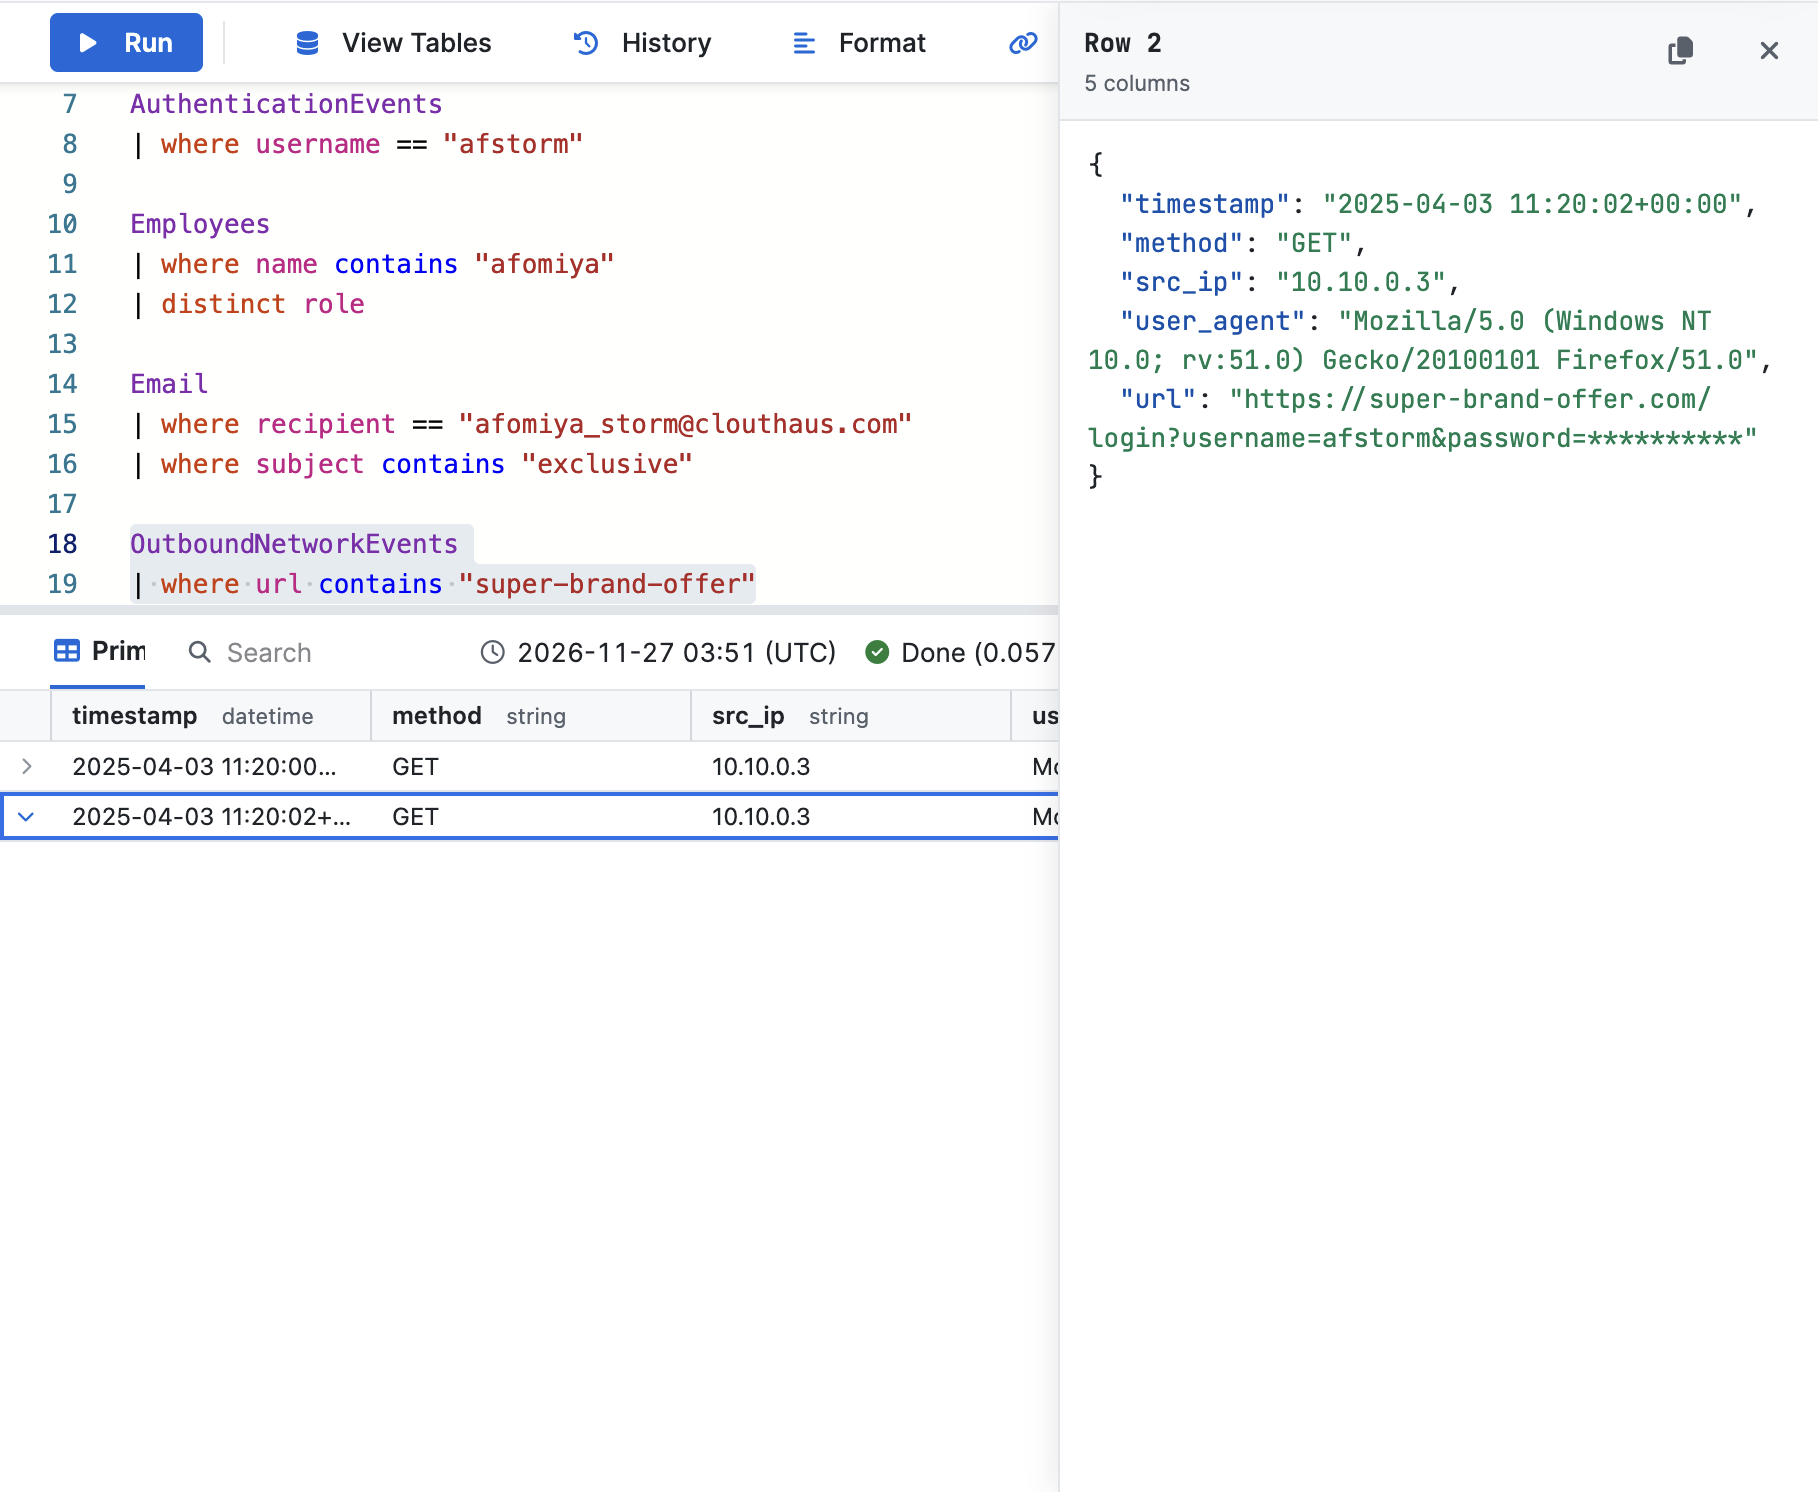 Run
View Tables
History
Format
7 AuthenticationEvents
8 | where username == "afstorm"
9
10 Employees
11 | where name contains "afomiya"
12 | distinct role
13
14 Email
15 | where recipient == "afomiya_storm@clouthaus.com"
16 | where subject contains "exclusive"
17
18 OutboundNetworkEvents
19 | where url contains "super-brand-offer"
Prim
Search
2026-11-27 03:51 (UTC)
Done (0.057
timestamp datetime method string src_ip string us
2025-04-03 11:20:00... GET 10.10.0.3 Mo
2025-04-03 11:20:02+... GET 10.10.0.3 Mo
Row 2
5 columns
{
"timestamp": "2025-04-03 11:20:02+00:00",
"method": "GET",
"src_ip": "10.10.0.3",
"user_agent": "Mozilla/5.0 (Windows NT
10.0; rv:51.0) Gecko/20100101 Firefox/51.0",
"url": "https://super-brand-offer.com/
login?username=afstorm&password=**********"
}